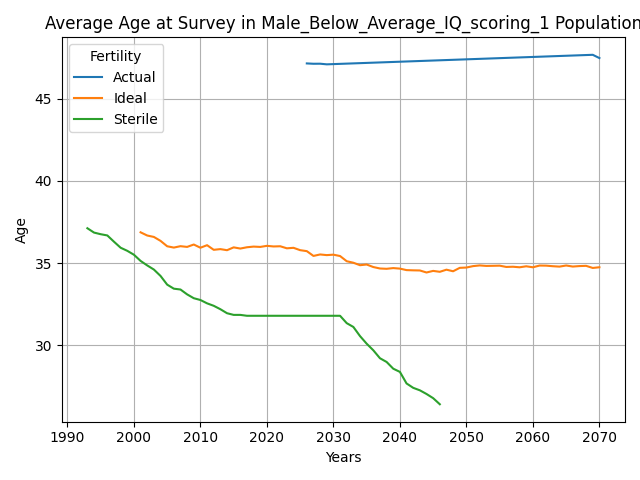 Average Age at Survey in Male_Below_Average_IQ_scoring_1 Population
Fertility
Actual
Ideal
Sterile
Age
45
40
35
30
1990 2000 2010 2020 2030 2040 2050 2060 2070
Years